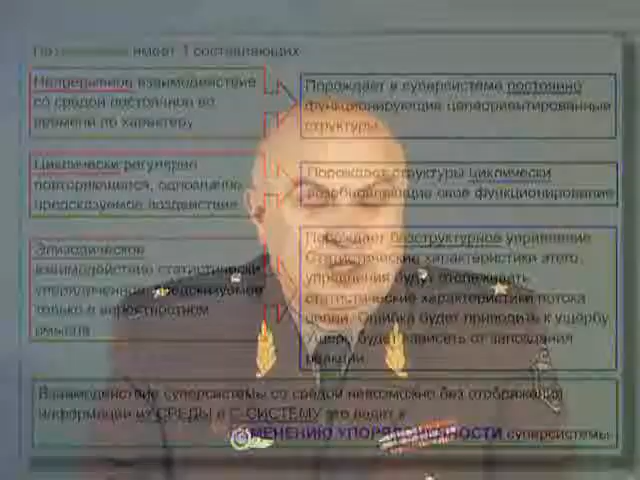 имеет 3 составляющих
Непрерывное взаимодействие
со средой постоянное во
времени по характеру
Порождает в суперсистеме постоянно
функционирующие целеориентированные
структуры
Циклически регулярно
повторяющееся, однозначно
предсказуемое воздействие
Порождает структуры циклически
возобновляющие свое функционирование
Эпизодическое
взаимодействие статистически
упорядоченное предсказуемое
только в вероятностном
смысле
Порождает безструктурное управление
Статистические характеристики этого
управления будут отслеживать
статистические характеристики потока
Ошибка будет приводить к ущербу
Ущерб будет зависеть от запоздания
реакции
Взаимодействие суперсистемы со средой невозможно без отображения
информации из СРЕДЫ в С-СИСТЕМУ это ведет к
ИЗМЕНЕНИЮ УПОРЯДОЧЕННОСТИ суперсистемы